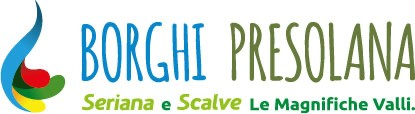 BORGHI PRESOLANA
Seriana e Scalve Le Magnifiche Valli.